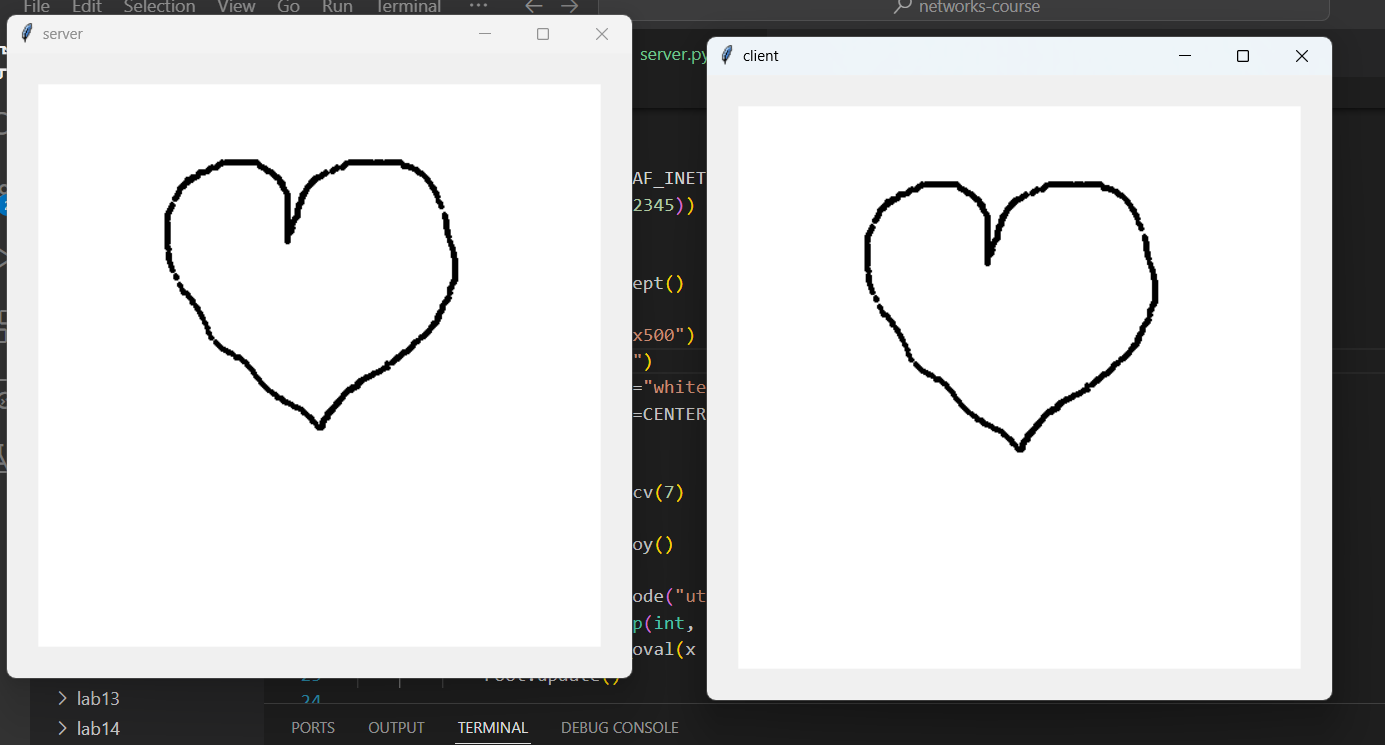 File Edit Selection View Go Run Terminal ··· networks-course
server
server.py
client
AF_INET
2345))
ept()
x500")
")
="white
=CENTER
cv(7)
oy()
ode("ut
p(int,
oval(x
root.update()
24
lab13
lab14
PORTS OUTPUT TERMINAL DEBUG CONSOLE